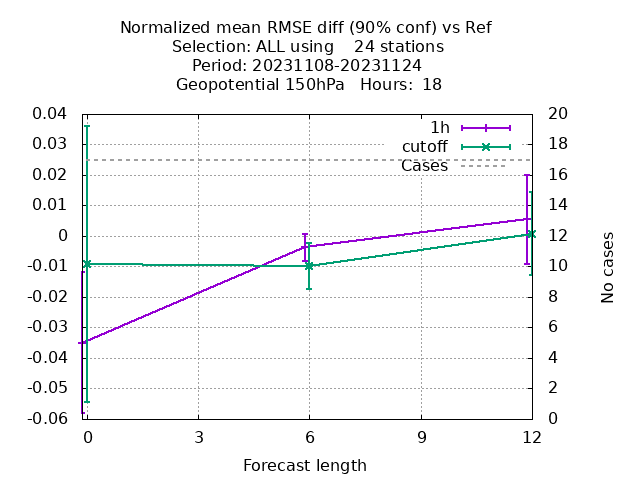 Normalized mean RMSE diff (90% conf) vs Ref
Selection: ALL using    24 stations
Period: 20231108-20231124
Geopotential 150hPa   Hours:  18
0.04
0.03
0.02
0.01
0
-0.01
-0.02
-0.03
-0.04
-0.05
-0.06
1h
cutoff
Cases
20
18
16
14
12
10
8
6
4
2
0
No cases
0 3 6 9 12
Forecast length